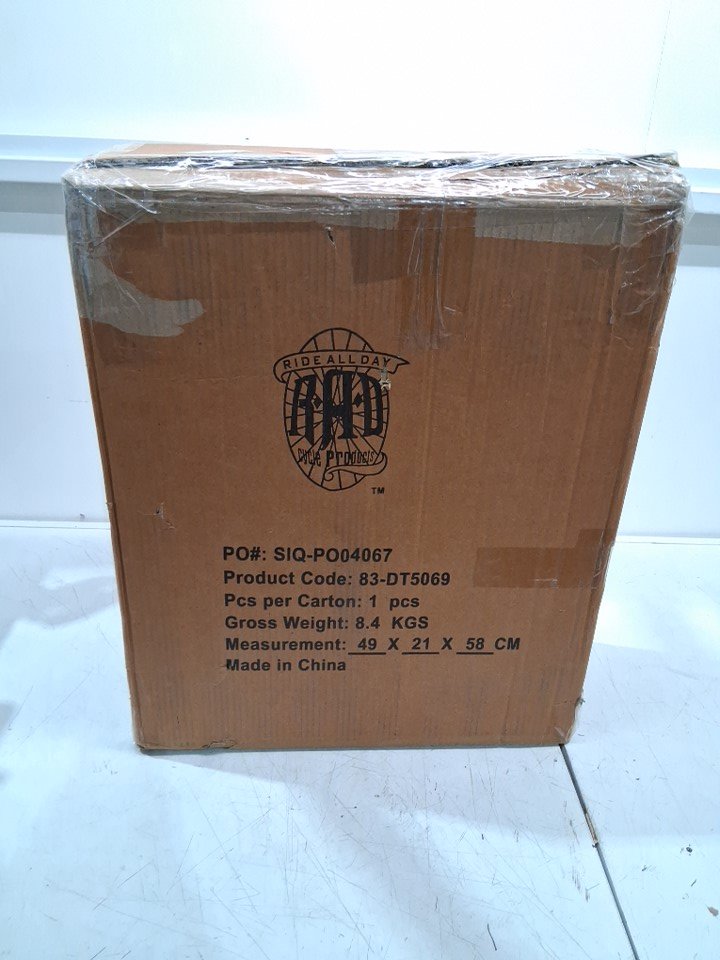 RIDE ALL DAY
R·A·D
Cycle Products
TM
PO#: SIQ-PO04067
Product Code: 83-DT5069
Pcs per Carton: 1 pcs
Gross Weight: 8.4 KGS
Measurement: 49 X 21 X 58 CM
Made in China